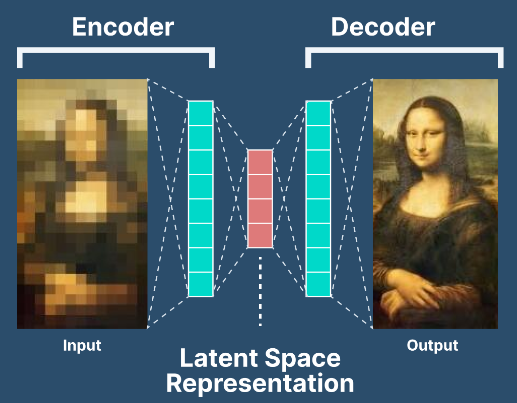 Encoder
Decoder
Input
Output
Latent Space
Representation